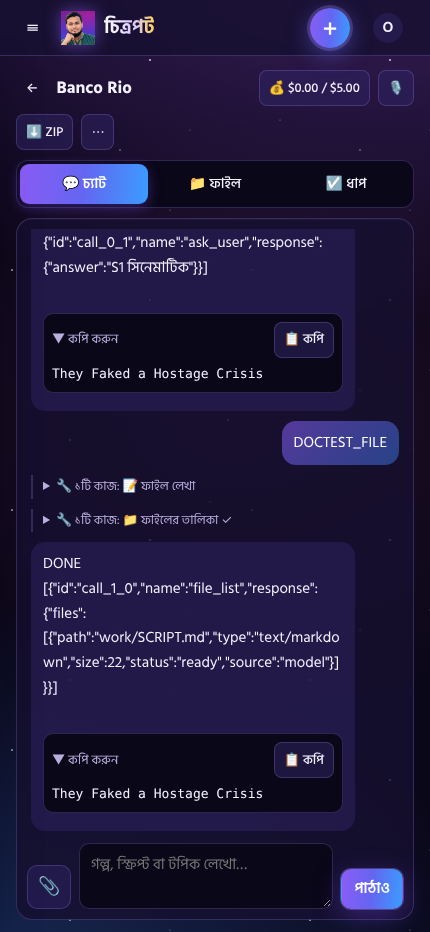 চিত্রপট
+
O
← Banco Rio
💰 $0.00 / $5.00
⬇️ ZIP
...
💬 চ্যাট
📁 ফাইল
☑️ ধাপ
{"id":"call_0_1","name":"ask_user","response":
{"answer":"S1 সিনেমাটিক"}}]
▼ কপি করুন
📋 কপি
They Faked a Hostage Crisis
DOCTEST_FILE
▶ 🔧 ১টি কাজ: 📝 ফাইল লেখা
▶ 🔧 ১টি কাজ: 📁 ফাইলের তালিকা ✓
DONE
[{"id":"call_1_0","name":"file_list","response":
{"files":
[{"path":"work/SCRIPT.md","type":"text/markdo
wn","size":22,"status":"ready","source":"model"}]
}}]
▼ কপি করুন
📋 কপি
They Faked a Hostage Crisis
গল্প, স্ক্রিপ্ট বা টপিক লেখো...
পাঠাও